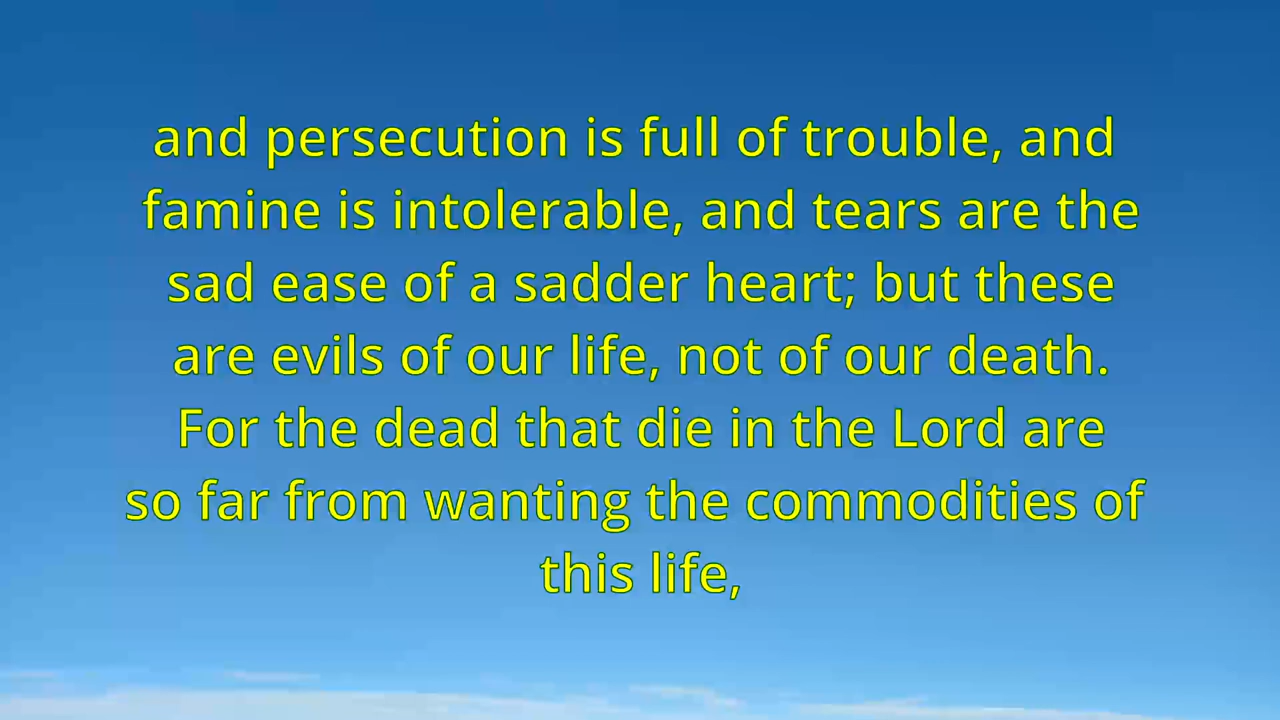 and persecution is full of trouble, and
famine is intolerable, and tears are the
sad ease of a sadder heart; but these
are evils of our life, not of our death.
For the dead that die in the Lord are
so far from wanting the commodities of
this life,